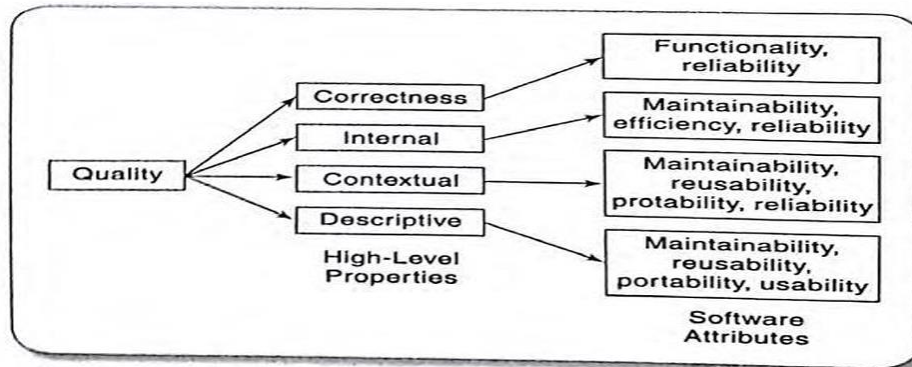 Quality
Correctness
Internal
Contextual
Descriptive
High-Level
Properties
Functionality,
reliability
Maintainability,
efficiency, reliability
Maintainability,
reusability,
protability, reliability
Maintainability,
reusability,
portability, usability
Software
Attributes